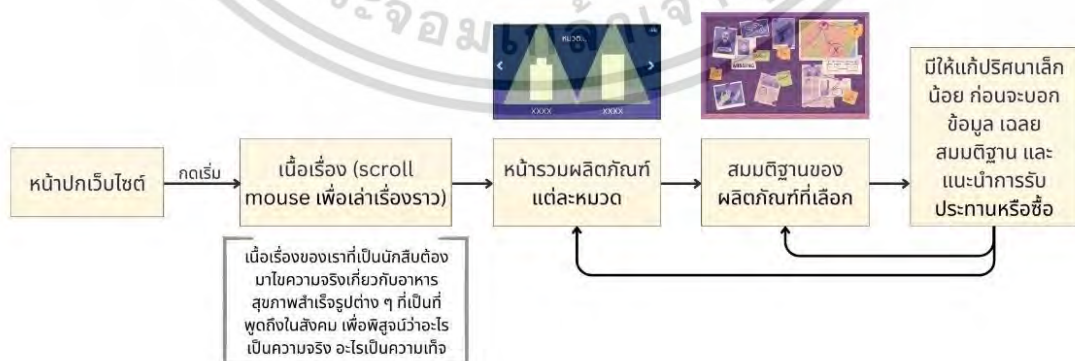 ระจอมเกล้าเจ้า
หมวด...
XXXX
XXXX
MISSING
หน้าปกเว็บไซต์
กดเริ่ม
เนื้อเรื่อง (scroll
mouse เพื่อเล่าเรื่องราว)
หน้ารวมผลิตภัณฑ์
แต่ละหมวด
สมมติฐานของ
ผลิตภัณฑ์ที่เลือก
มีให้แก้ปริศนาเล็ก
น้อย ก่อนจะบอก
ข้อมูล เฉลย
สมมติฐาน และ
แนะนำการรับ
ประทานหรือซื้อ
เนื้อเรื่องของเราที่เป็นนักสืบต้อง
มาไขความจริงเกี่ยวกับอาหาร
สุขภาพสำเร็จรูปต่าง ๆ ที่เป็นที่
พูดถึงในสังคม เพื่อพิสูจน์ว่าอะไร
เป็นความจริง อะไรเป็นความเท็จ